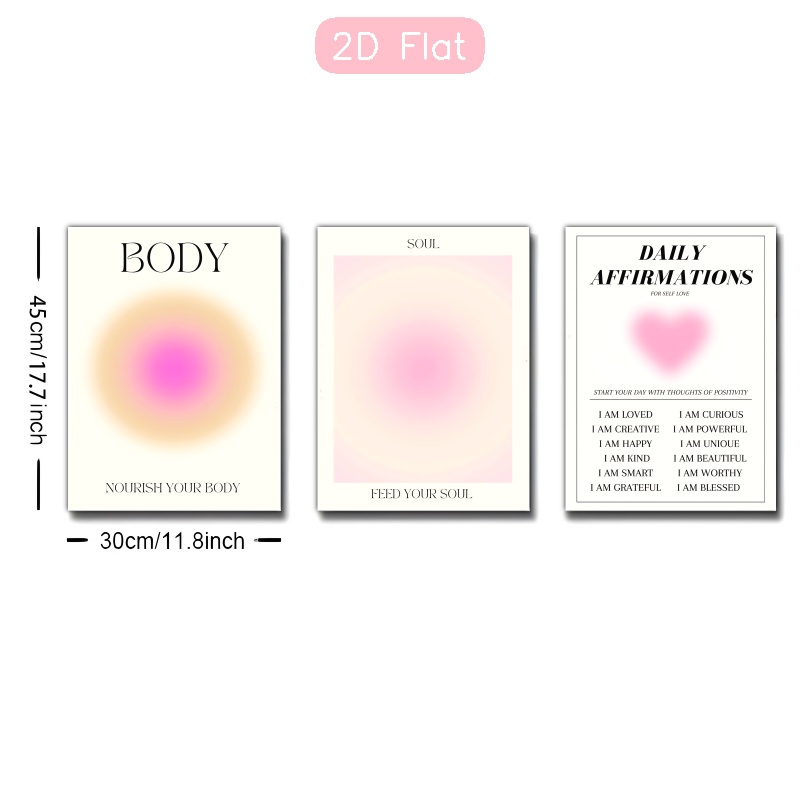 2D Flat
45cm/17.7inch
30cm/11.8inch
BODY
NOURISH YOUR BODY
SOUL
FEED YOUR SOUL
DAILY
AFFIRMATIONS
FOR SELF LOVE
START YOUR DAY WITH THOUGHTS OF POSITIVITY
I AM LOVED
I AM CREATIVE
I AM HAPPY
I AM KIND
I AM SMART
I AM GRATEFUL
I AM CURIOUS
I AM POWERFUL
I AM UNIQUE
I AM BEAUTIFUL
I AM WORTHY
I AM BLESSED